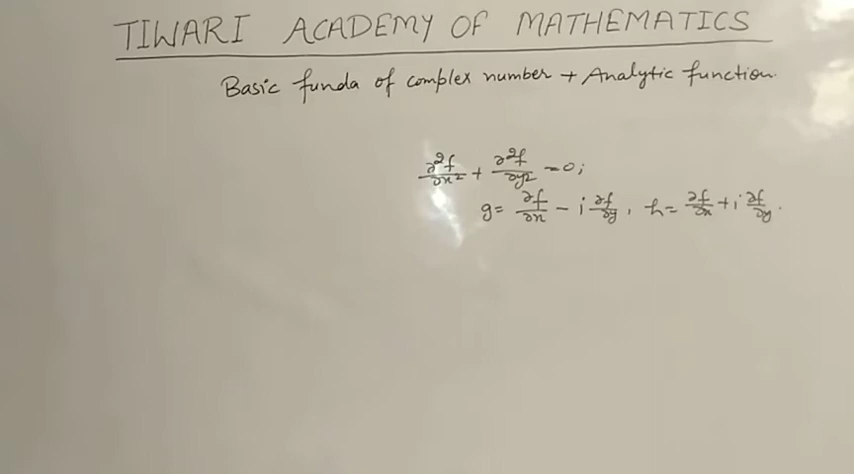 TIWARI ACADEMY OF MATHEMATICS
Basic funda of complex number + Analytic function.
∂²f/∂x² + ∂²f/∂y² = 0;
g = ∂f/∂x - i ∂f/∂y, h = ∂f/∂x + i ∂f/∂y.